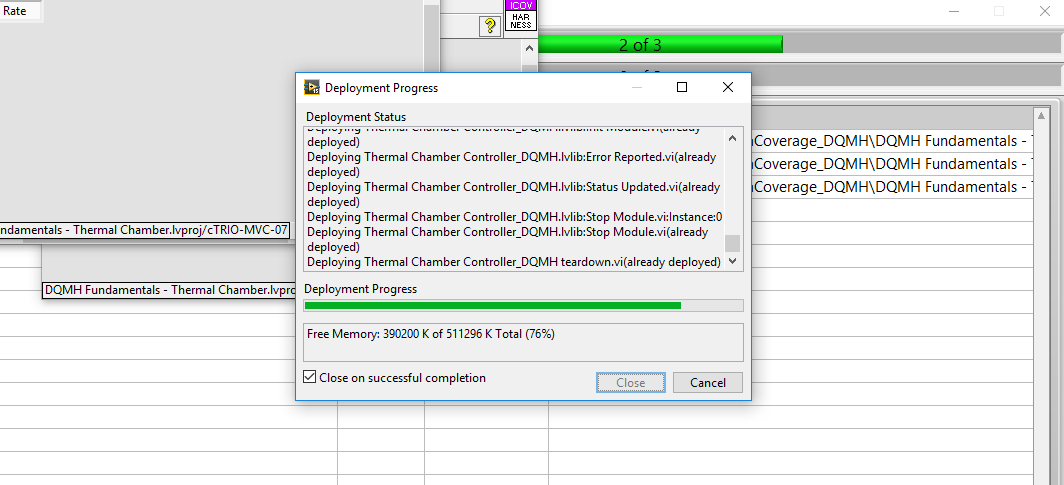 Rate
ICOV
HAR
NESS
?
2 of 3
Deployment Progress
Deployment Status
deployed)
Deploying Thermal Chamber Controller_DQMH.lvlib:Error Reported.vi(already
deployed)
Deploying Thermal Chamber Controller_DQMH.lvlib:Status Updated.vi(already
deployed)
Deploying Thermal Chamber Controller_DQMH.lvlib:Stop Module.vi:Instance:0
Deploying Thermal Chamber Controller_DQMH.lvlib:Stop Module.vi(already
deployed)
Deploying Thermal Chamber Controller_DQMH teardown.vi(already deployed)
Deployment Progress
Free Memory: 390200 K of 511296 K Total (76%)
Close on successful completion
Close
Cancel
Coverage_DQMH\DQMH Fundamentals - T
Coverage_DQMH\DQMH Fundamentals - T
Coverage_DQMH\DQMH Fundamentals - T
ndamentals - Thermal Chamber.lvproj/cTRIO-MVC-07
DQMH Fundamentals - Thermal Chamber.lvpro